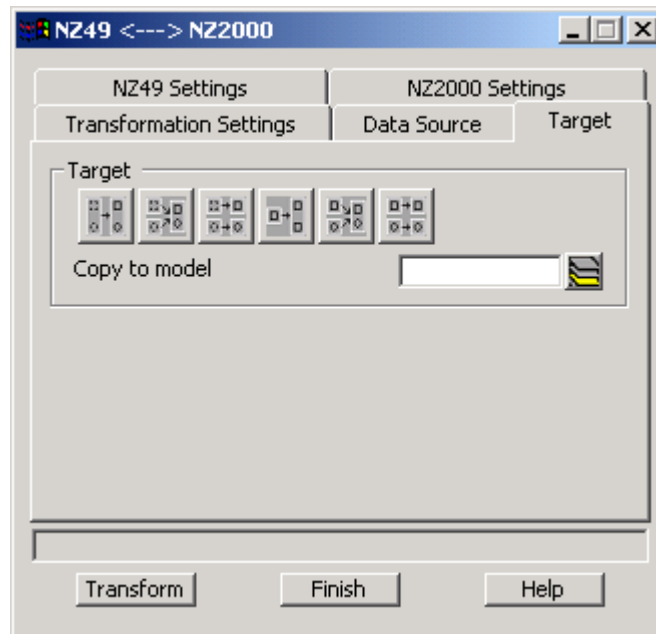 NZ49 <---> NZ2000
NZ49 Settings NZ2000 Settings
Transformation Settings Data Source Target
Target
Copy to model
Transform Finish Help